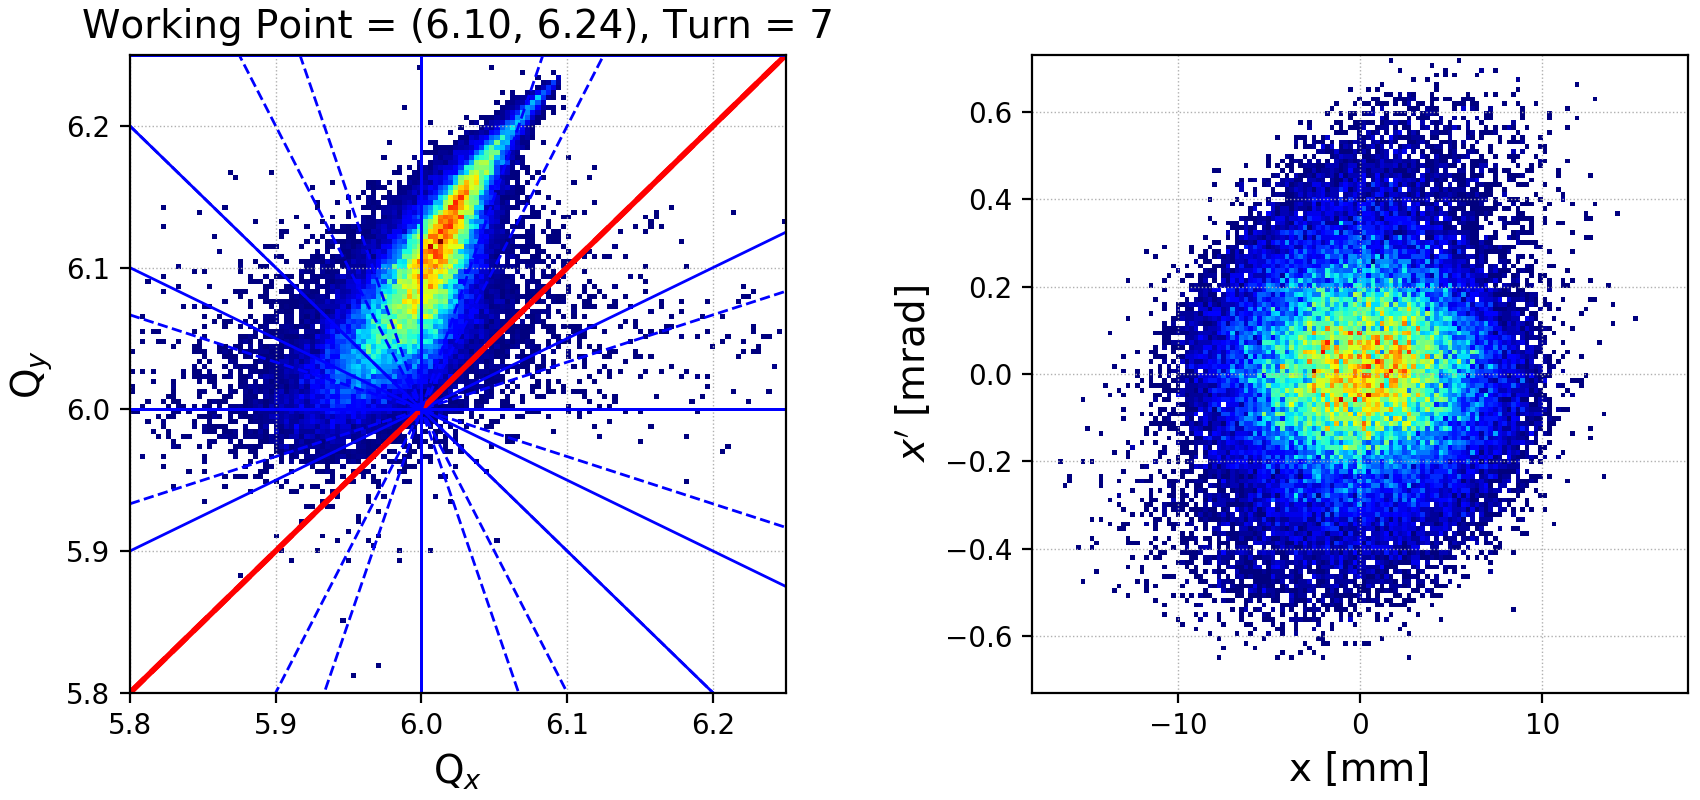 Working Point = (6.10, 6.24), Turn = 7
6.2
6.1
6.0
5.9
5.8
Q_y
5.8 5.9 6.0 6.1 6.2
Q_x
0.6
0.4
0.2
0.0
−0.2
−0.4
−0.6
x′ [mrad]
−10 0 10
x [mm]